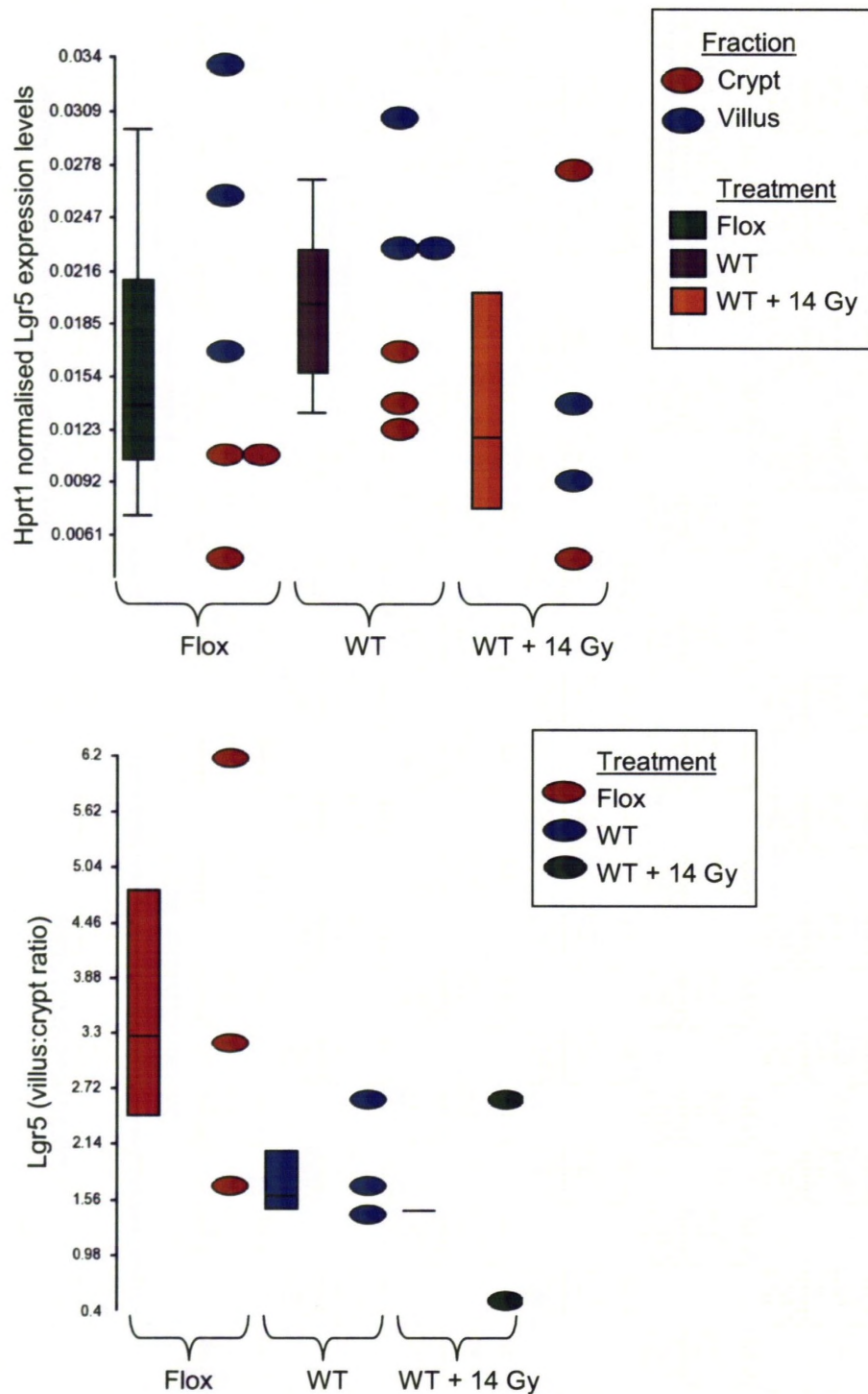 Hprt1 normalised Lgr5 expression levels
0.034
0.0309
0.0278
0.0247
0.0216
0.0185
0.0154
0.0123
0.0092
0.0061
Flox
WT
WT + 14 Gy
Fraction
Crypt
Villus
Treatment
Flox
WT
WT + 14 Gy
Lgr5 (villus:crypt ratio)
6.2
5.62
5.04
4.46
3.88
3.3
2.72
2.14
1.56
0.98
0.4
Flox
WT
WT + 14 Gy
Treatment
Flox
WT
WT + 14 Gy